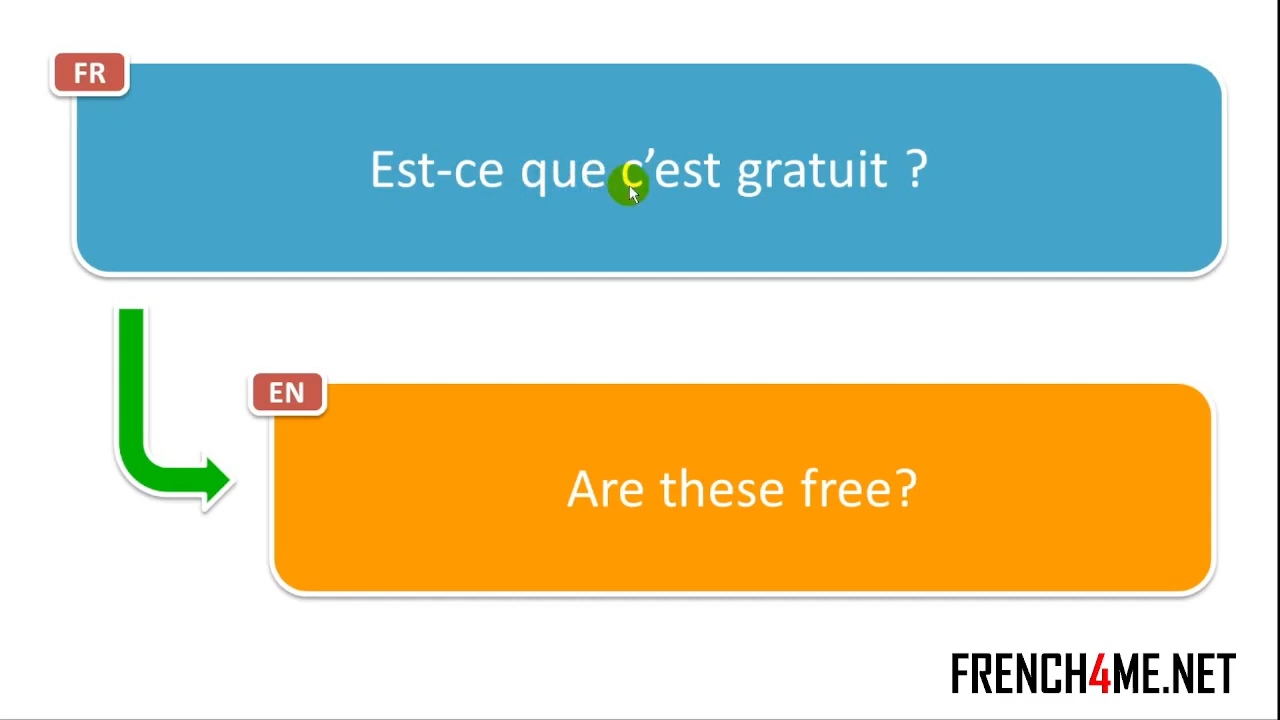 FR
Est-ce que c’est gratuit ?
EN
Are these free?
FRENCH4ME.NET